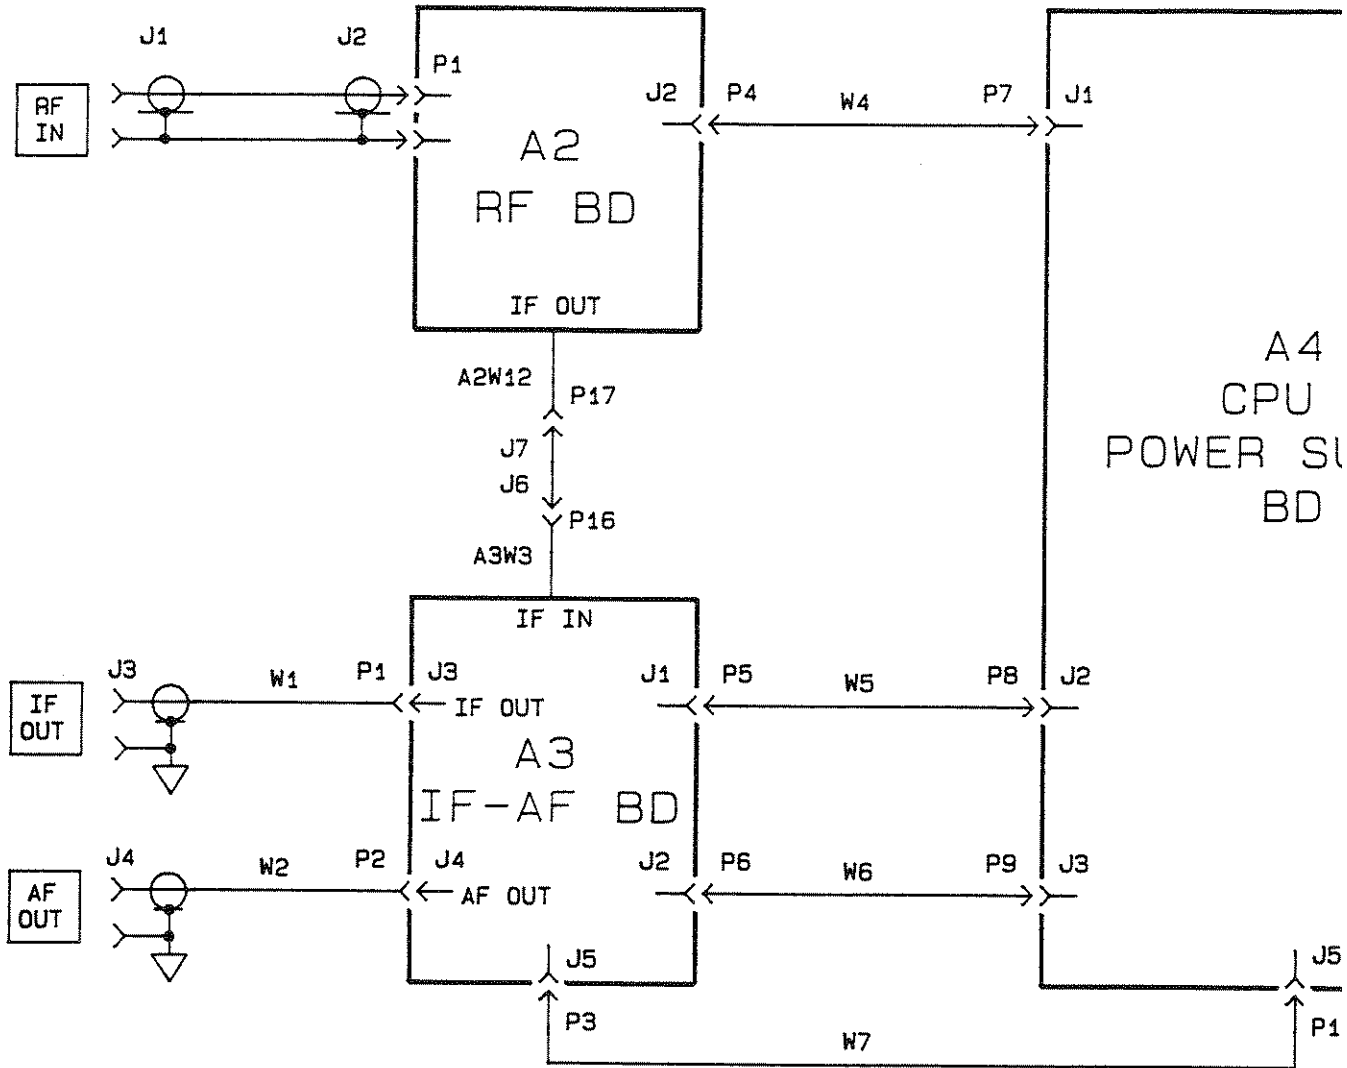 J1
J2
P1
RF
IN
J2
P4
W4
P7
J1
A2
RF BD
IF OUT
A2W12
P17
J7
J6
P16
A3W3
A4
CPU
POWER SU
BD
IF IN
J3
W1
P1
J3
J1
P5
W5
P8
J2
IF
OUT
IF OUT
A3
IF-AF BD
J4
W2
P2
J4
J2
P6
W6
P9
J3
AF
OUT
AF OUT
J5
J5
P3
P1
W7